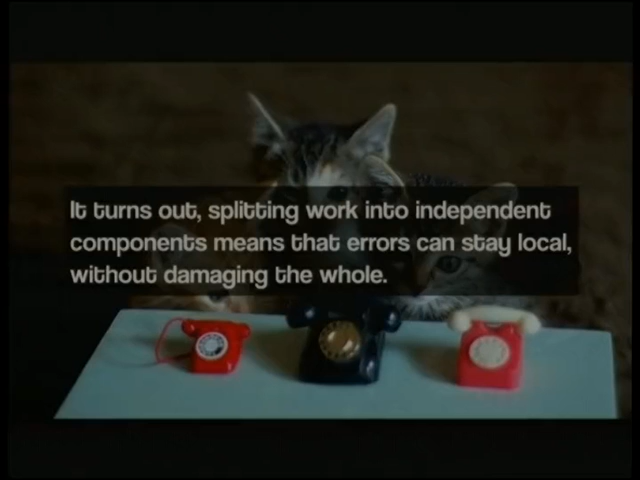 It turns out, splitting work into independent
components means that errors can stay local,
without damaging the whole.